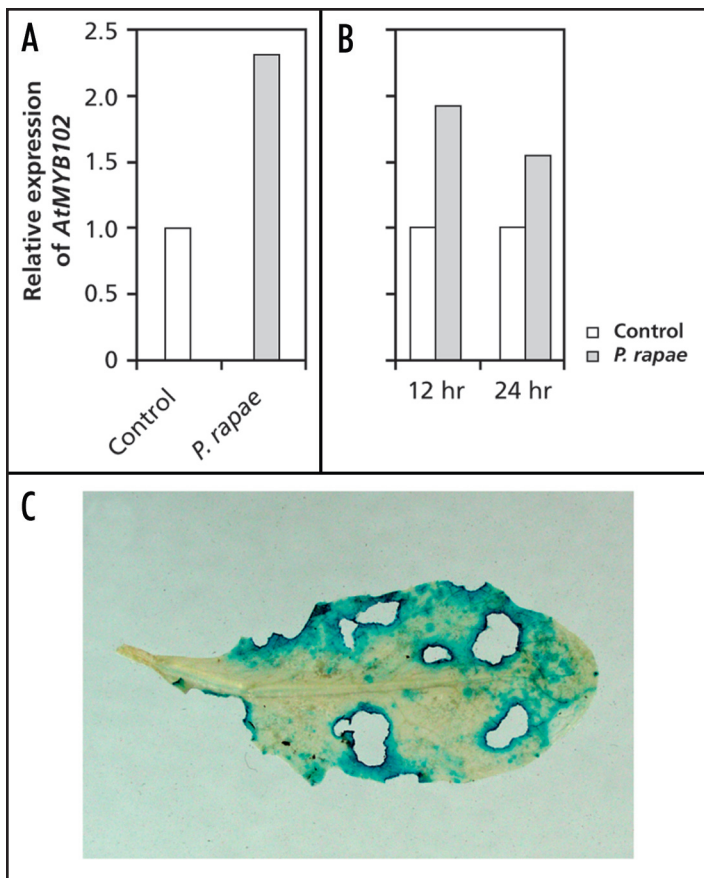 A
Relative expression
of AtMYB102
2.5
2.0
1.5
1.0
0.5
0
Control
P. rapae
B
12 hr
24 hr
Control
P. rapae
C